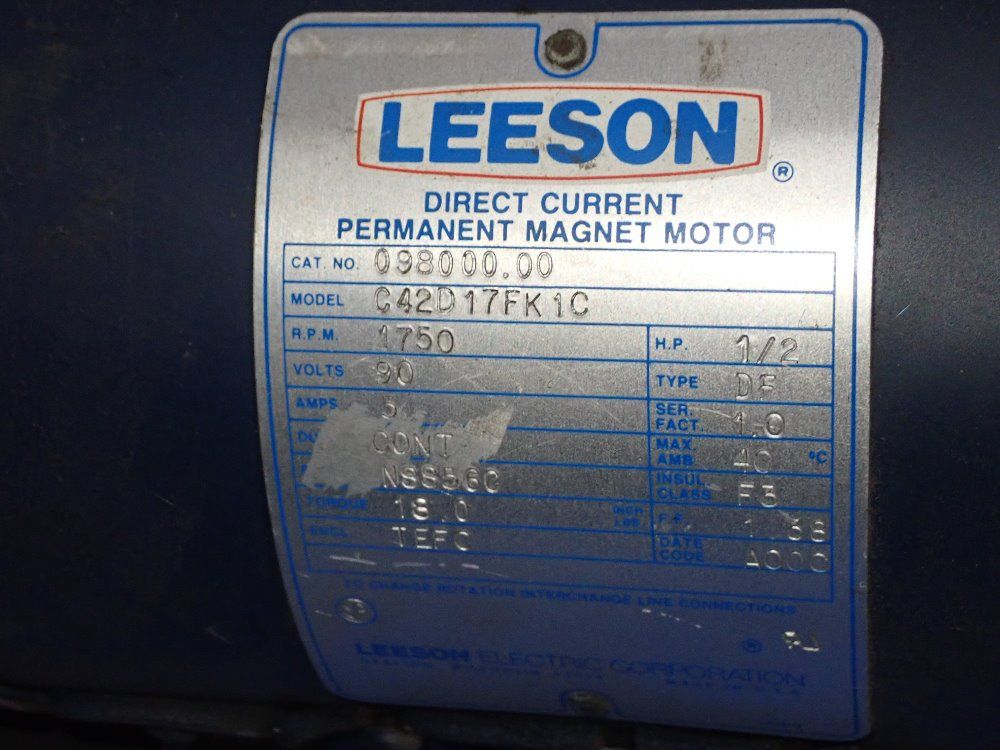 LEESON
®
DIRECT CURRENT
PERMANENT MAGNET MOTOR
CAT. NO. 098000.00
MODEL C42D17FK1C
R.P.M. 1750 H.P. 1/2
VOLTS 90 TYPE
AMPS 5 SER. FACT. 1.0
CONT MAX AMB 40 °C
NSS56C INSUL CLASS F3
TORQUE 18.0 INCH LBS
ENCL TEFC DATE CODE
TO CHANGE ROTATION INTERCHANGE LINE CONNECTIONS
®
LEESON ELECTRIC CORPORATION